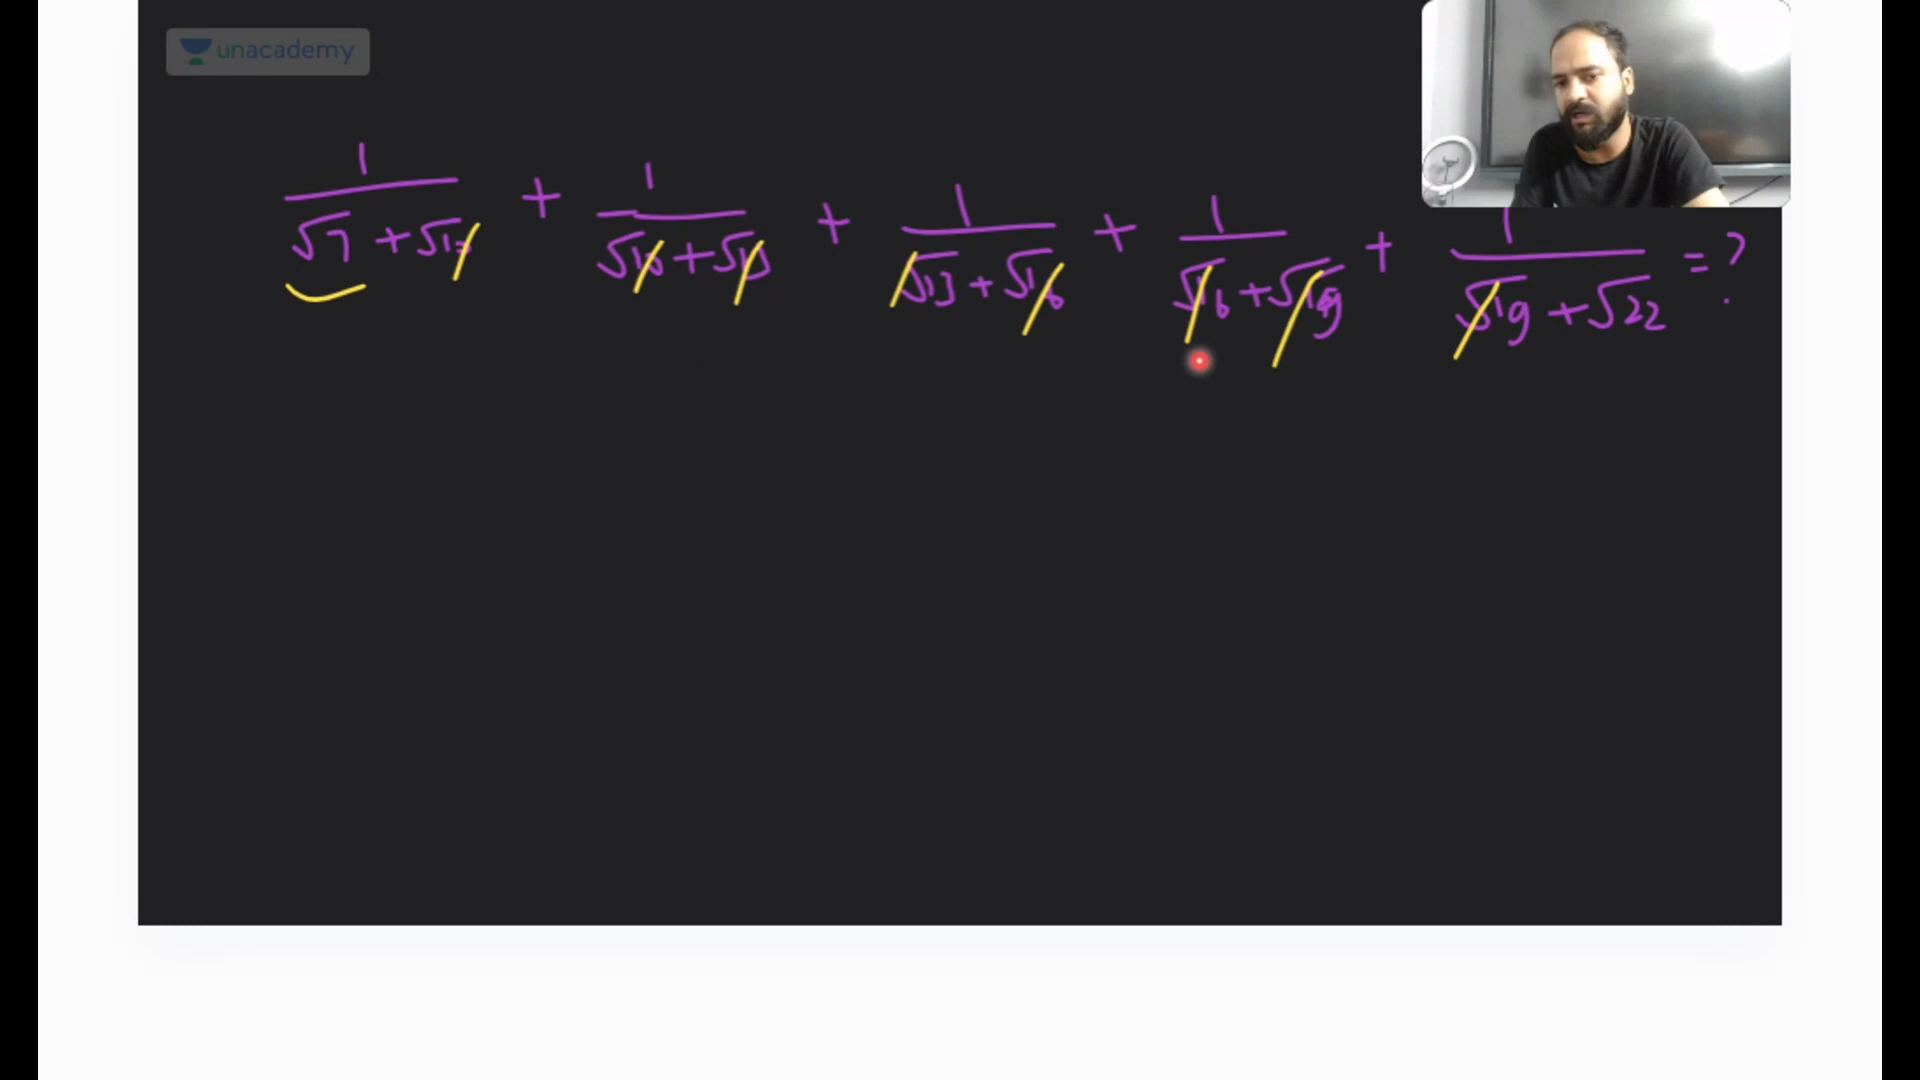 unacademy
1/(√7 + √10) + 1/(√10 + √13) + 1/(√13 + √16) + 1/(√16 + √19) + 1/(√19 + √22) = ?